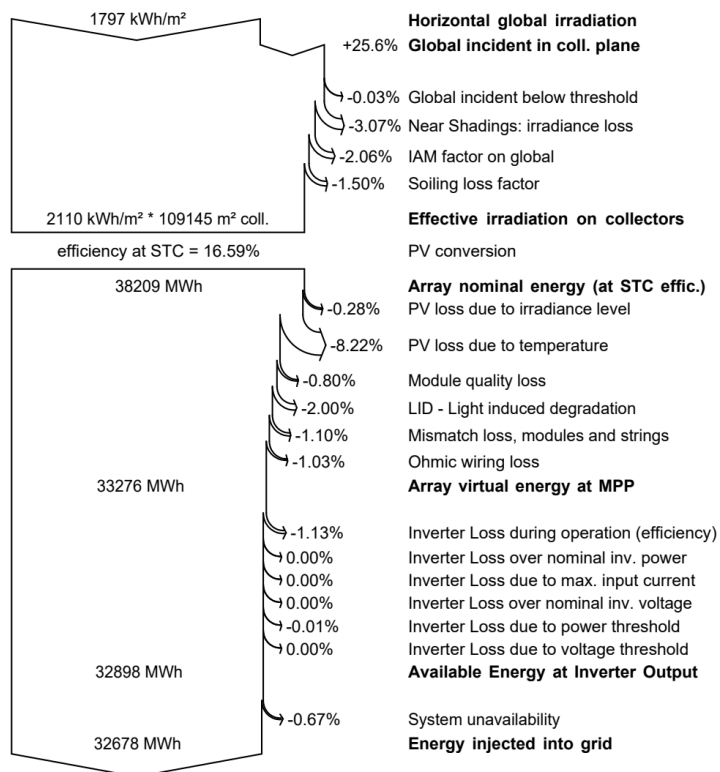 1797 kWh/m² Horizontal global irradiation
+25.6% Global incident in coll. plane
-0.03% Global incident below threshold
-3.07% Near Shadings: irradiance loss
-2.06% IAM factor on global
-1.50% Soiling loss factor
2110 kWh/m² * 109145 m² coll. Effective irradiation on collectors
efficiency at STC = 16.59% PV conversion
38209 MWh Array nominal energy (at STC effic.)
-0.28% PV loss due to irradiance level
-8.22% PV loss due to temperature
-0.80% Module quality loss
-2.00% LID - Light induced degradation
-1.10% Mismatch loss, modules and strings
-1.03% Ohmic wiring loss
33276 MWh Array virtual energy at MPP
-1.13% Inverter Loss during operation (efficiency)
0.00% Inverter Loss over nominal inv. power
0.00% Inverter Loss due to max. input current
0.00% Inverter Loss over nominal inv. voltage
-0.01% Inverter Loss due to power threshold
0.00% Inverter Loss due to voltage threshold
32898 MWh Available Energy at Inverter Output
-0.67% System unavailability
32678 MWh Energy injected into grid